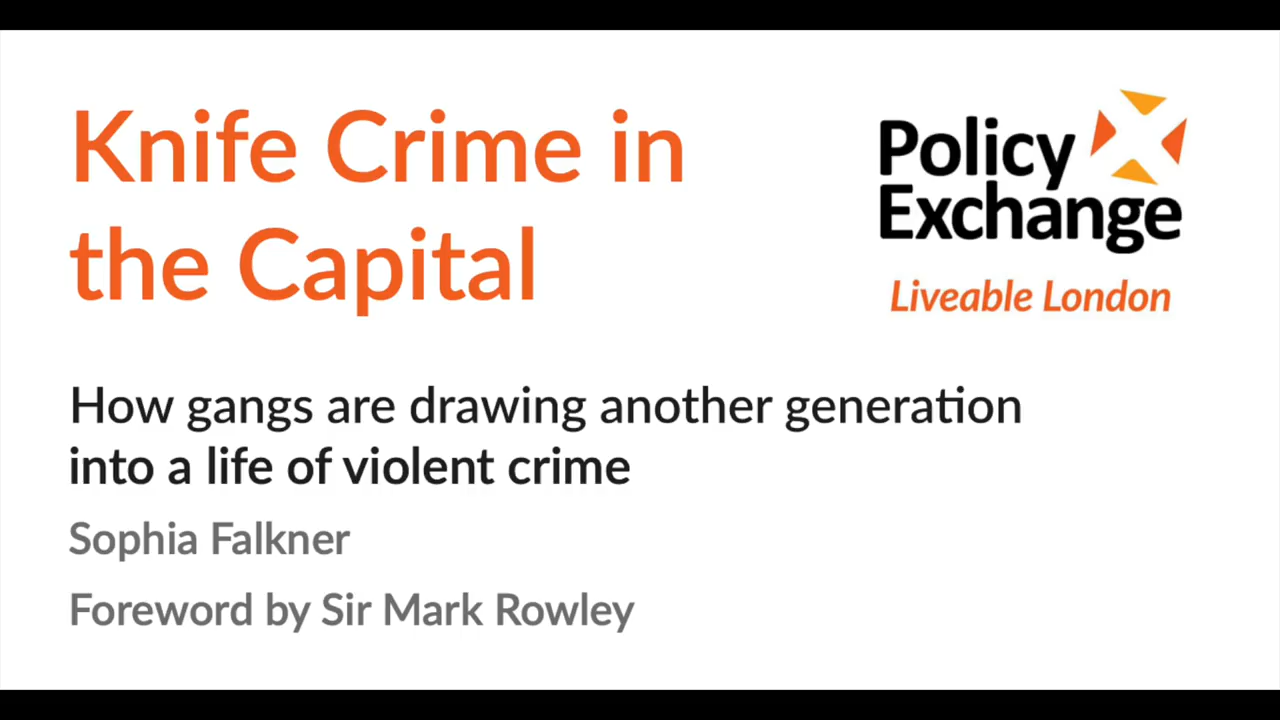 Knife Crime in
the Capital
Policy
Exchange
Liveable London
How gangs are drawing another generation
into a life of violent crime
Sophia Falkner
Foreword by Sir Mark Rowley